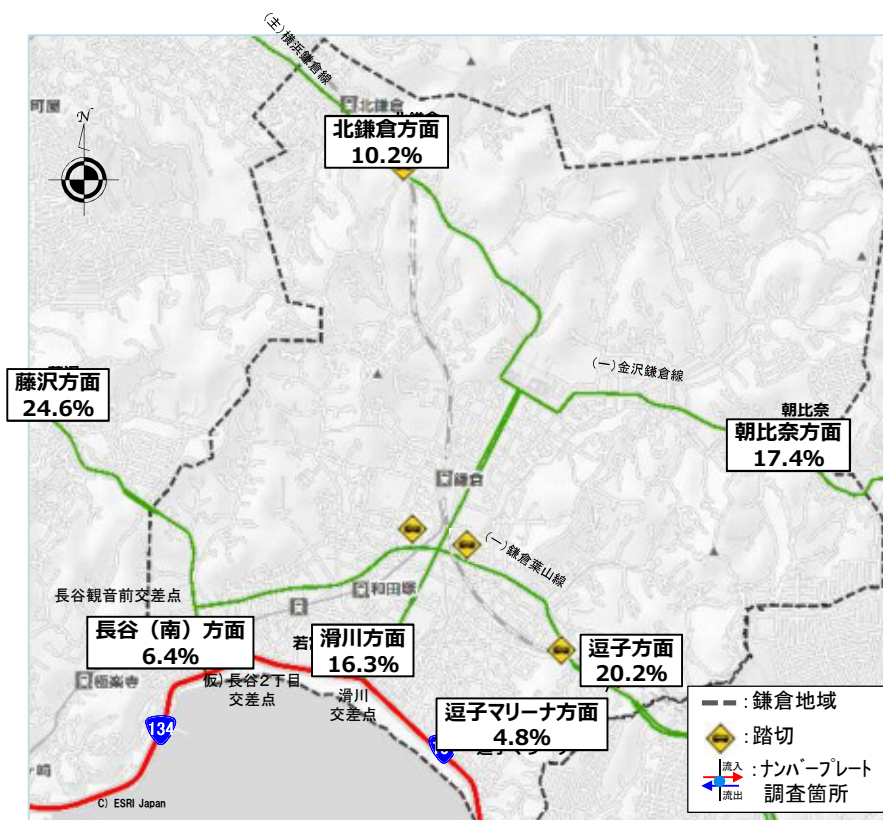 (主)横浜鎌倉線
町屋
N
北鎌倉
北鎌倉方面
10.2%
(一)金沢鎌倉線
藤沢方面
24.6%
朝比奈
朝比奈方面
17.4%
鎌倉
(一)鎌倉葉山線
和田塚
長谷観音前交差点
長谷（南）方面
6.4%
若
滑川方面
16.3%
逗子方面
20.2%
極楽寺
仮)長谷2丁目
交差点
滑川
交差点
逗子マリーナ方面
4.8%
134
ヶ崎
C) ESRI Japan
:鎌倉地域
:踏切
流入
流出
:ナンバープレート
調査箇所